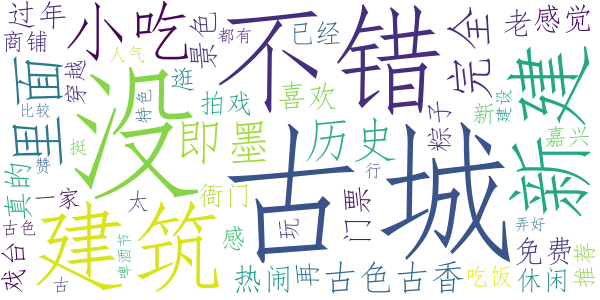 过年
小吃
景色
都有
不错
已经
完全
老
感觉
商铺
人气
逛
穿越
里面
比较
没
特色
拍戏
喜欢
粽子
新
建设
新建
嘉兴
挺
赞
即墨
历史
真的
一家
衙门
古城
行
太
玩
门票
弄好
古色
建筑
感
免费
推荐
戏台
古
啤酒节
热闹
再
古色古香
吃饭
休闲